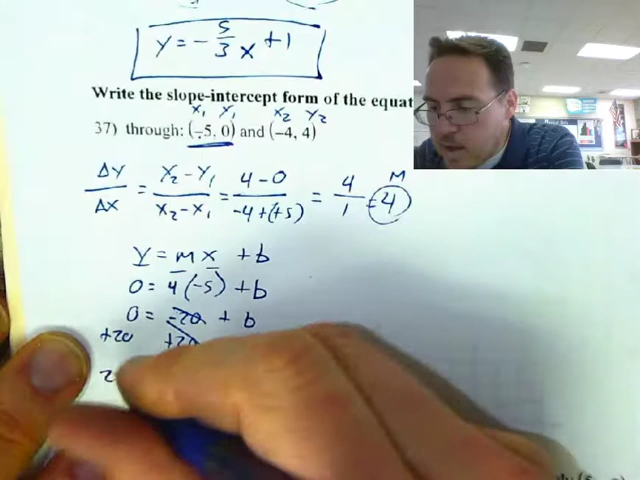 y = - 5/3 x + 1
Write the slope-intercept form of the equat
x₁ y₁ x₂ y₂
37) through: (-5, 0) and (-4, 4)
Δy/Δx = x₂ - y₁/x₂ - x₁ = 4 - 0/-4 + (+5) = 4/1 = 4 M
y = m x + b
0 = 4(-5) + b
0 = -20 + b
+20 +20
2